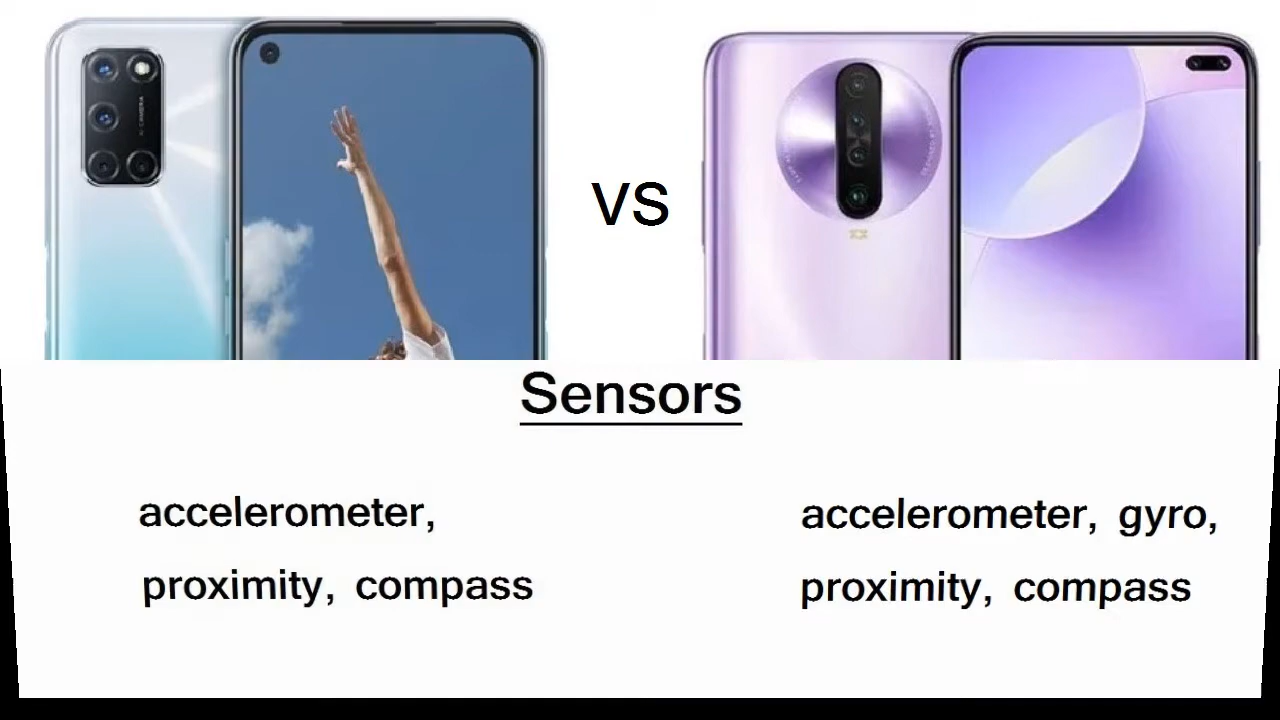 VS
Sensors
accelerometer,
proximity, compass
accelerometer, gyro,
proximity, compass